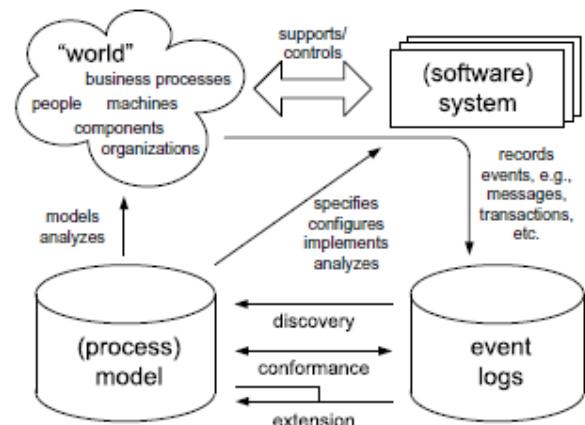 “world”
business processes
people machines
components
organizations
supports/
controls
(software)
system
records
events, e.g.,
messages,
transactions,
etc.
models
analyzes
specifies
configures
implements
analyzes
(process)
model
discovery
conformance
extension
event
logs